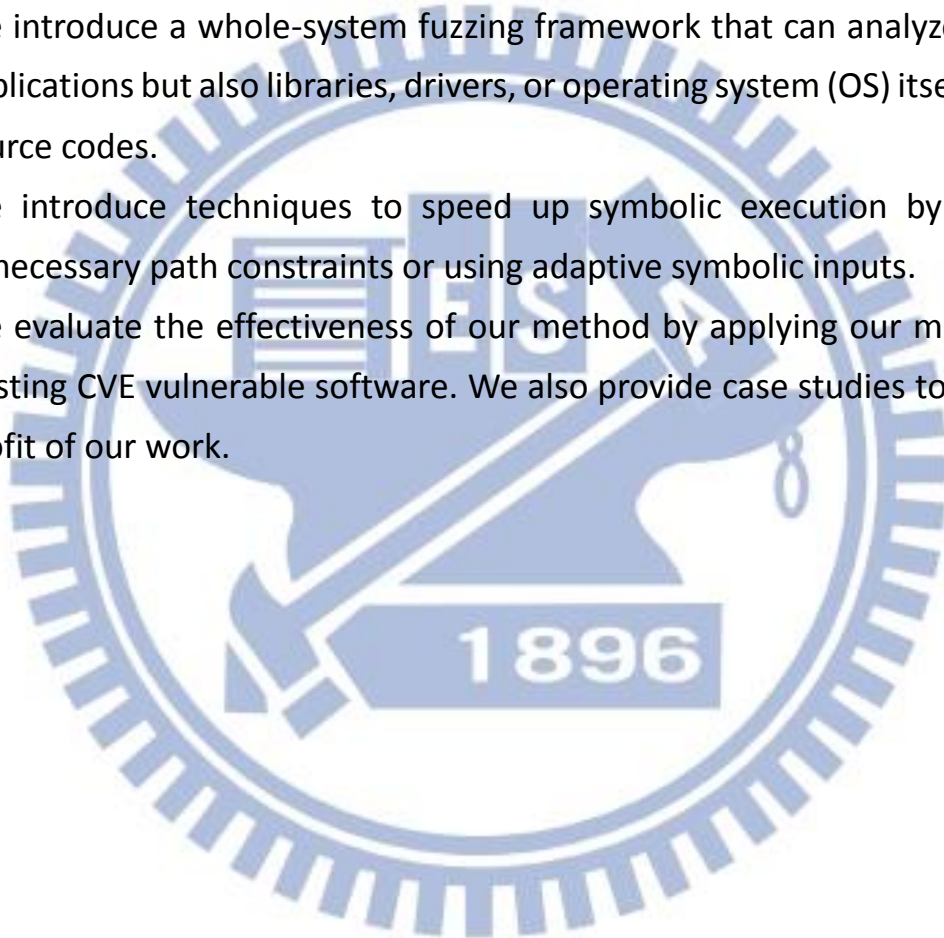 e introduce a whole-system fuzzing framework that can analyze
plications but also libraries, drivers, or operating system (OS) itse
urce codes.
e introduce techniques to speed up symbolic execution by
necessary path constraints or using adaptive symbolic inputs.
e evaluate the effectiveness of our method by applying our m
sting CVE vulnerable software. We also provide case studies to
ofit of our work.
E S A
8
1896